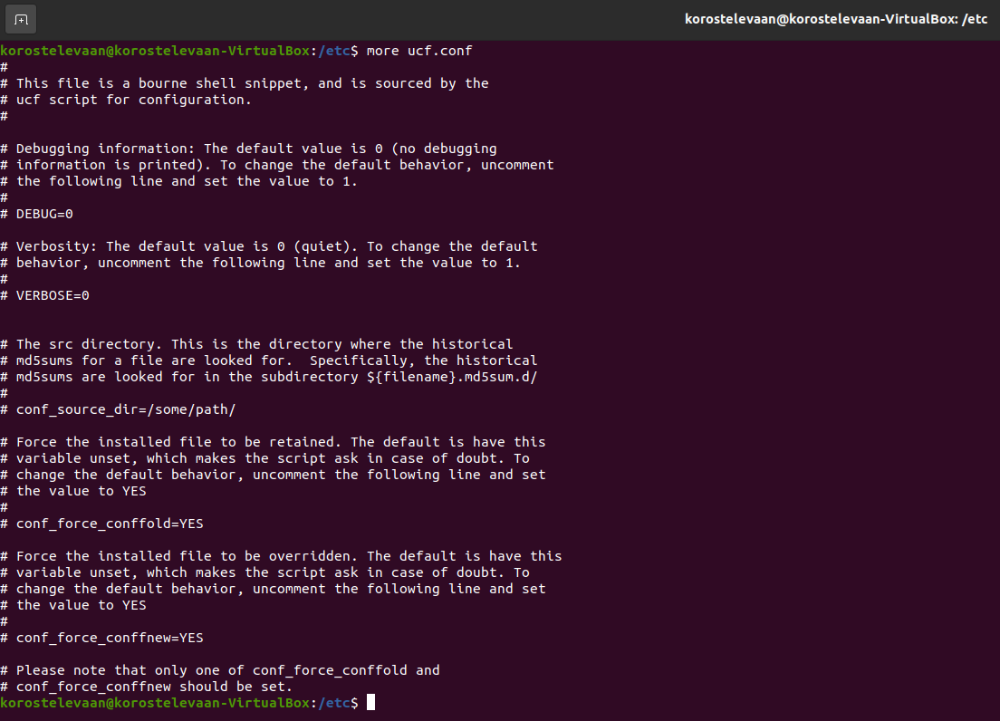 korostelevaan@korostelevaan-VirtualBox: /etc
korostelevaan@korostelevaan-VirtualBox:/etc$ more ucf.conf
#
# This file is a bourne shell snippet, and is sourced by the
# ucf script for configuration.
#

# Debugging information: The default value is 0 (no debugging
# information is printed). To change the default behavior, uncomment
# the following line and set the value to 1.
#
# DEBUG=0

# Verbosity: The default value is 0 (quiet). To change the default
# behavior, uncomment the following line and set the value to 1.
#
# VERBOSE=0


# The src directory. This is the directory where the historical
# md5sums for a file are looked for.  Specifically, the historical
# md5sums are looked for in the subdirectory ${filename}.md5sum.d/
#
# conf_source_dir=/some/path/

# Force the installed file to be retained. The default is have this
# variable unset, which makes the script ask in case of doubt. To
# change the default behavior, uncomment the following line and set
# the value to YES
#
# conf_force_conffold=YES

# Force the installed file to be overridden. The default is have this
# variable unset, which makes the script ask in case of doubt. To
# change the default behavior, uncomment the following line and set
# the value to YES
#
# conf_force_conffnew=YES

# Please note that only one of conf_force_conffold and
# conf_force_conffnew should be set.
korostelevaan@korostelevaan-VirtualBox:/etc$